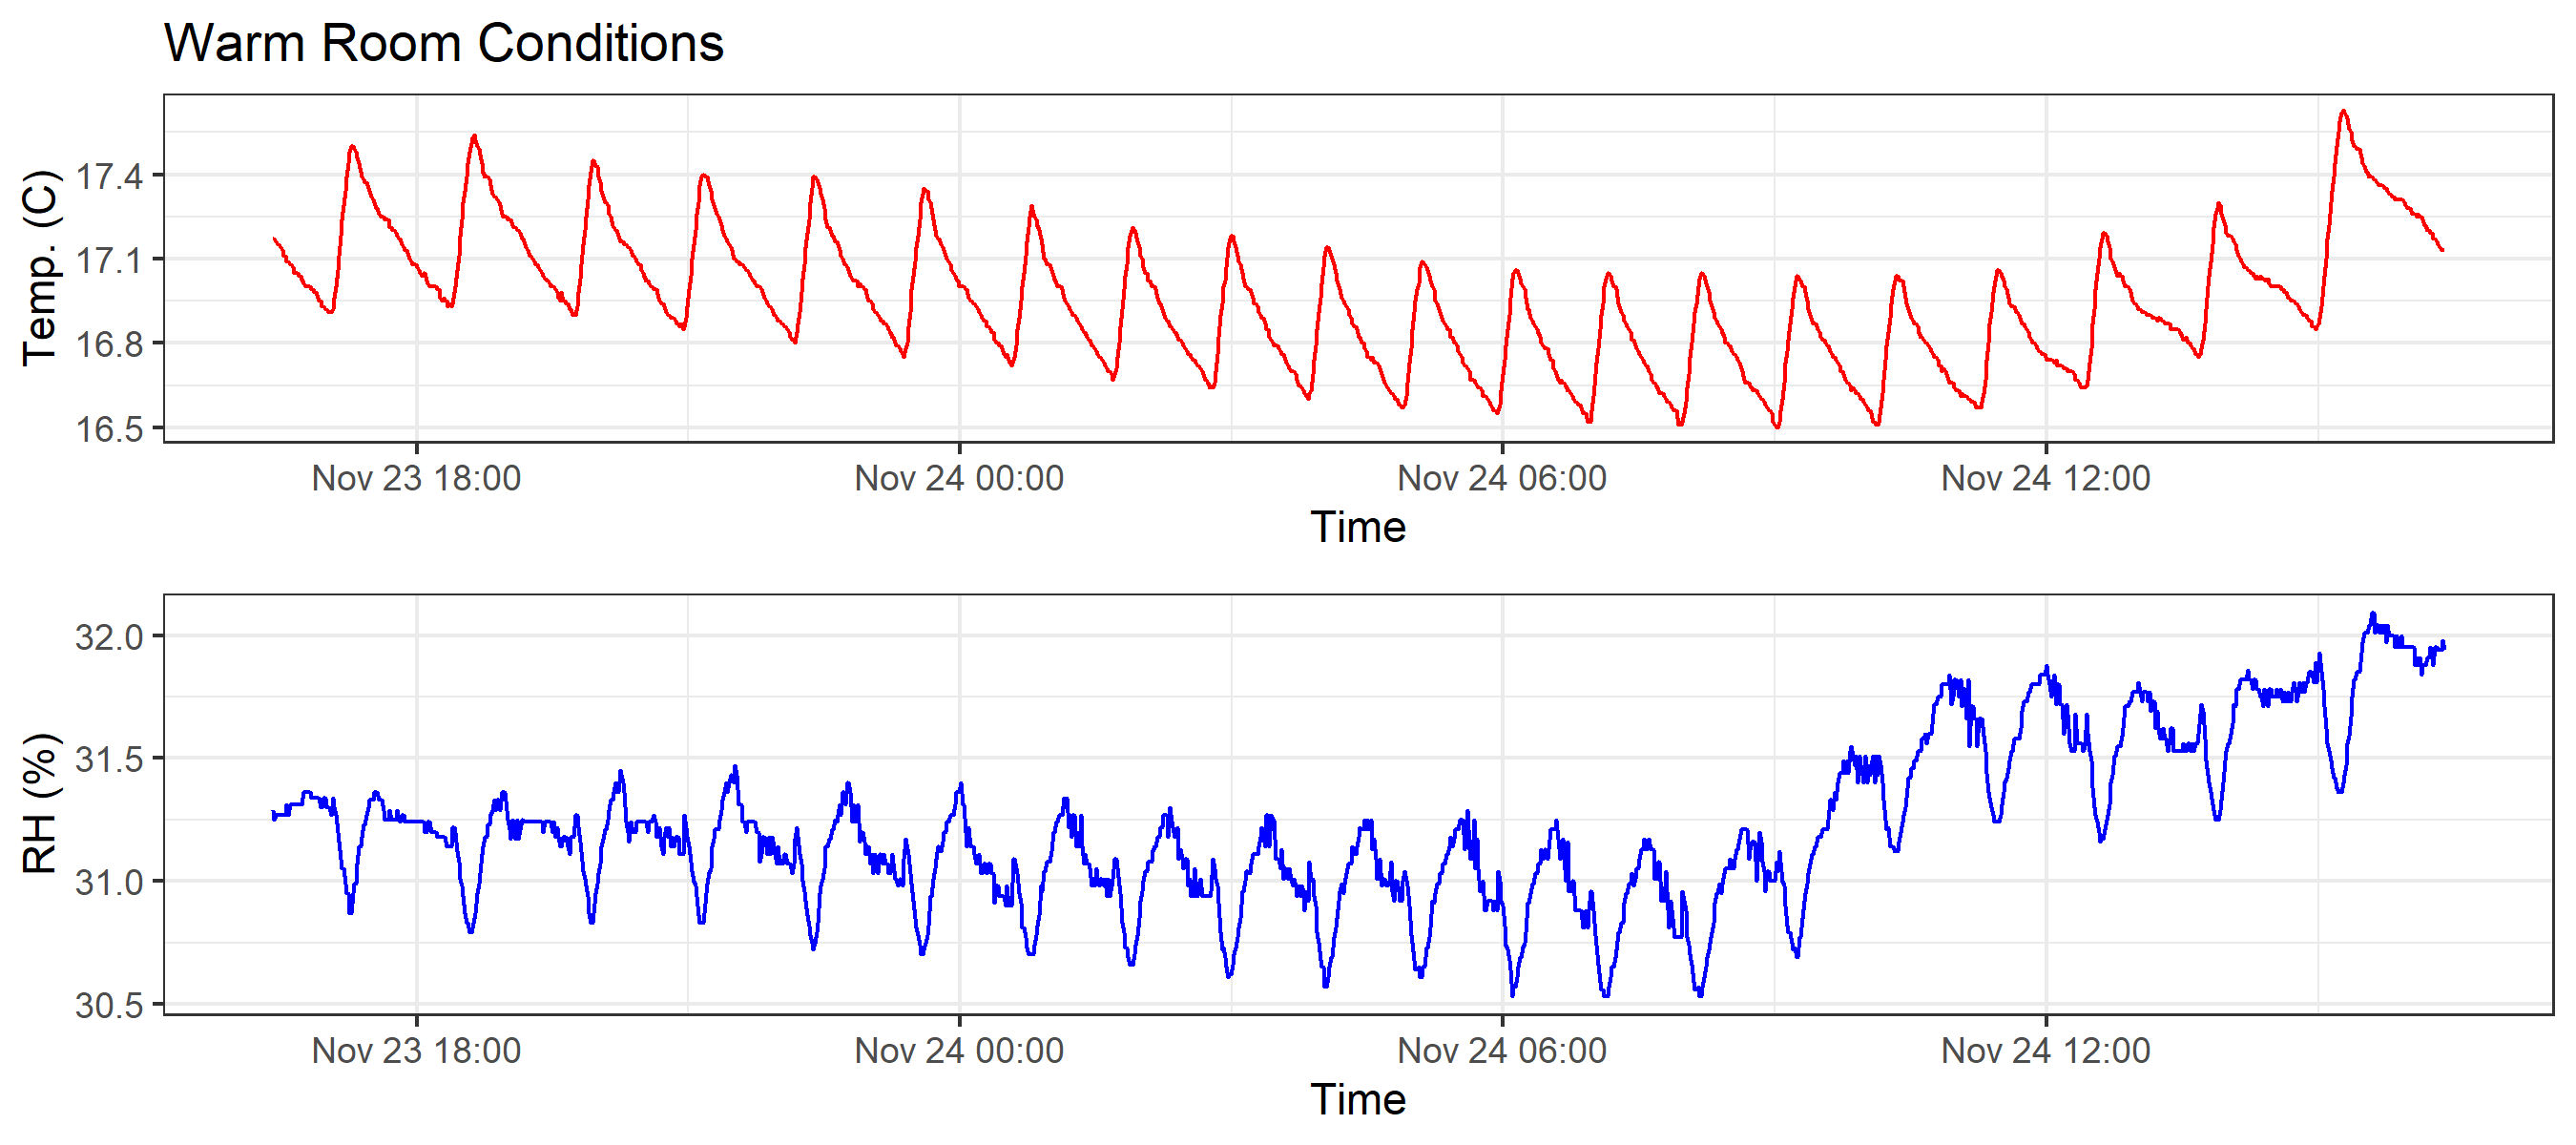 Warm Room Conditions
Temp. (C)
17.4
17.1
16.8
16.5
Nov 23 18:00 Nov 24 00:00 Nov 24 06:00 Nov 24 12:00
Time
RH (%)
32.0
31.5
31.0
30.5
Nov 23 18:00 Nov 24 00:00 Nov 24 06:00 Nov 24 12:00
Time